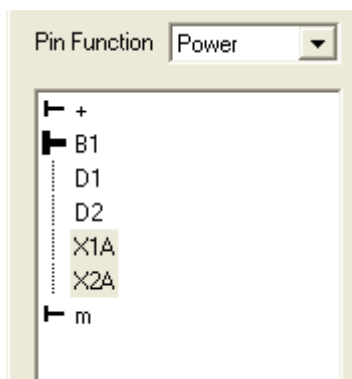 Pin Function Power
+
B1
D1
D2
X1A
X2A
m